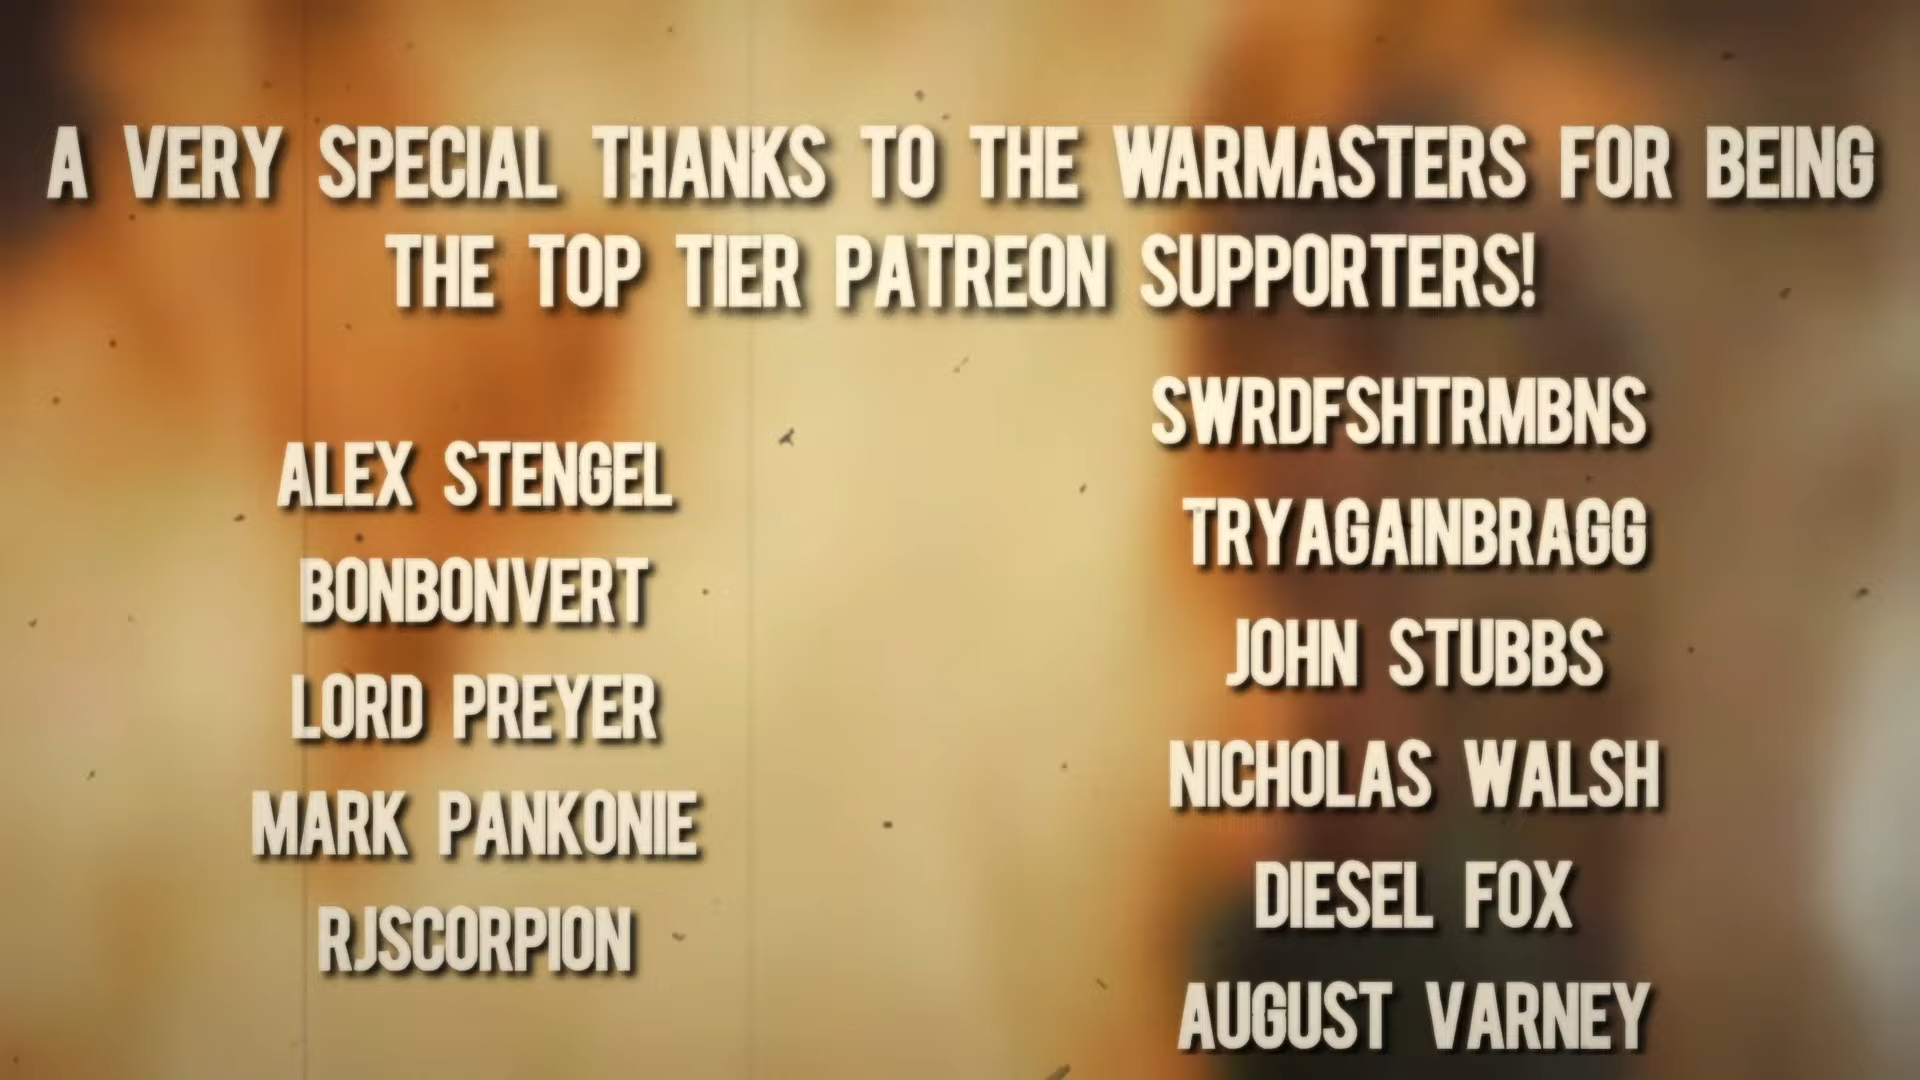 A VERY SPECIAL THANKS TO THE WARMASTERS FOR BEING
THE TOP TIER PATREON SUPPORTERS!
ALEX STENGEL
BONBONVERT
LORD PREYER
MARK PANKONIE
RJSCORPION
SWRDFSHTRMBNS
TRYAGAINBRAGG
JOHN STUBBS
NICHOLAS WALSH
DIESEL FOX
AUGUST VARNEY